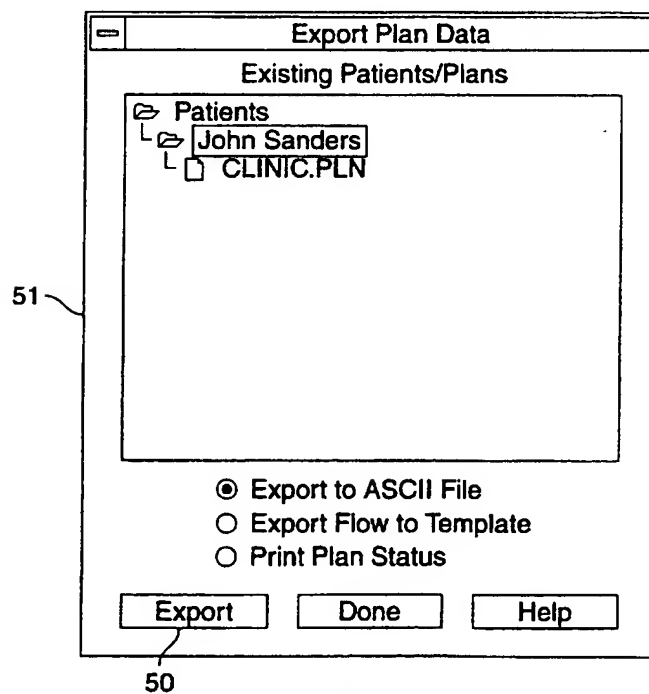 Export Plan Data
Existing Patients/Plans
Patients
John Sanders
CLINIC.PLN
51
Export to ASCII File
Export Flow to Template
Print Plan Status
Export Done Help
50